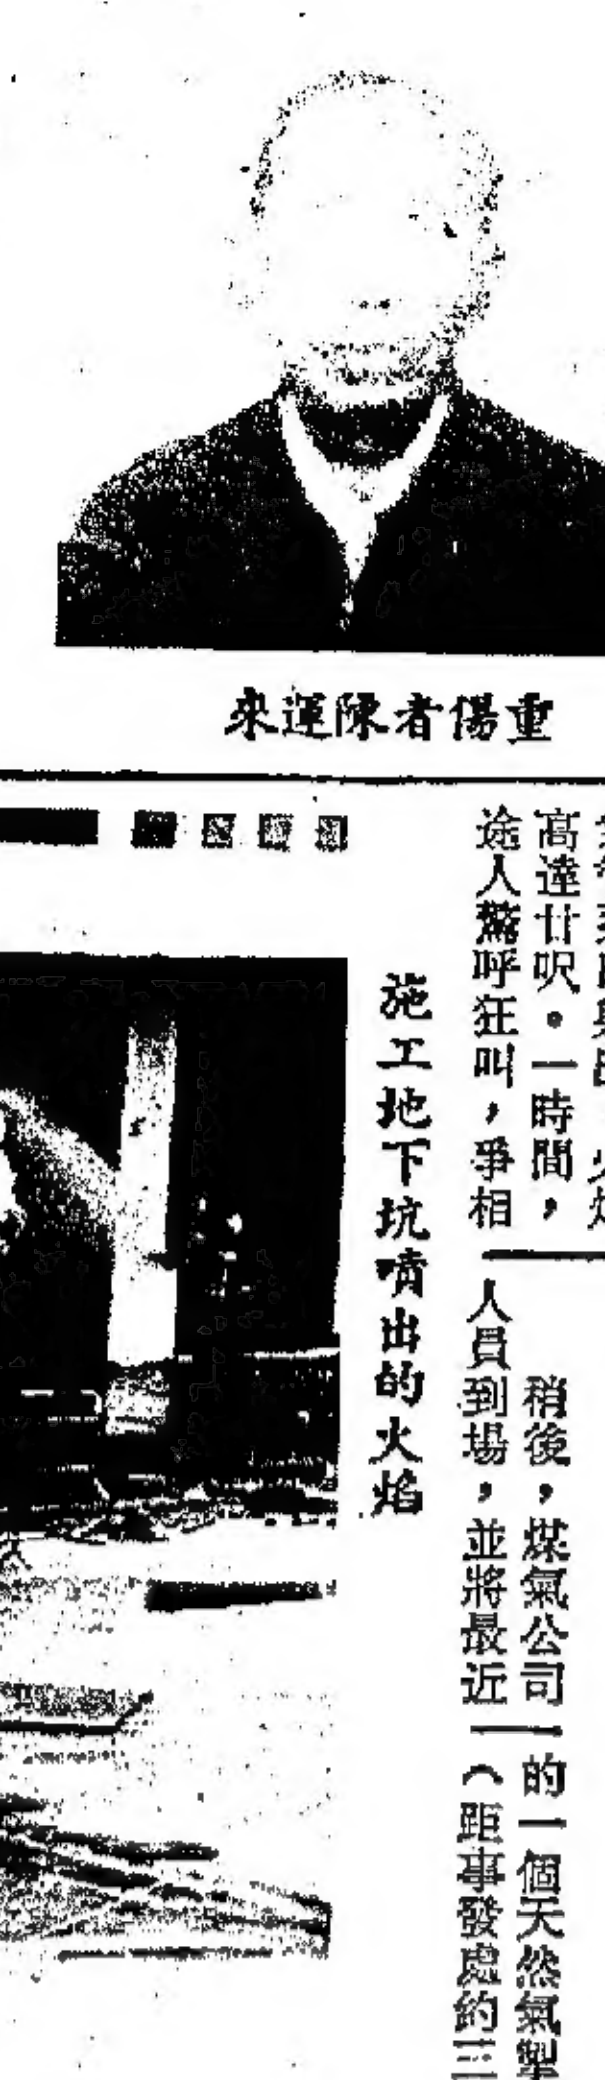 重傷者陳運來
高達廿呎。一時間，
途人驚呼狂叫，爭相
施工地下坑噴出的火焰
稍後，煤氣公司
人員到場，並將最近
的一個天然氣掣
（距事發處約三